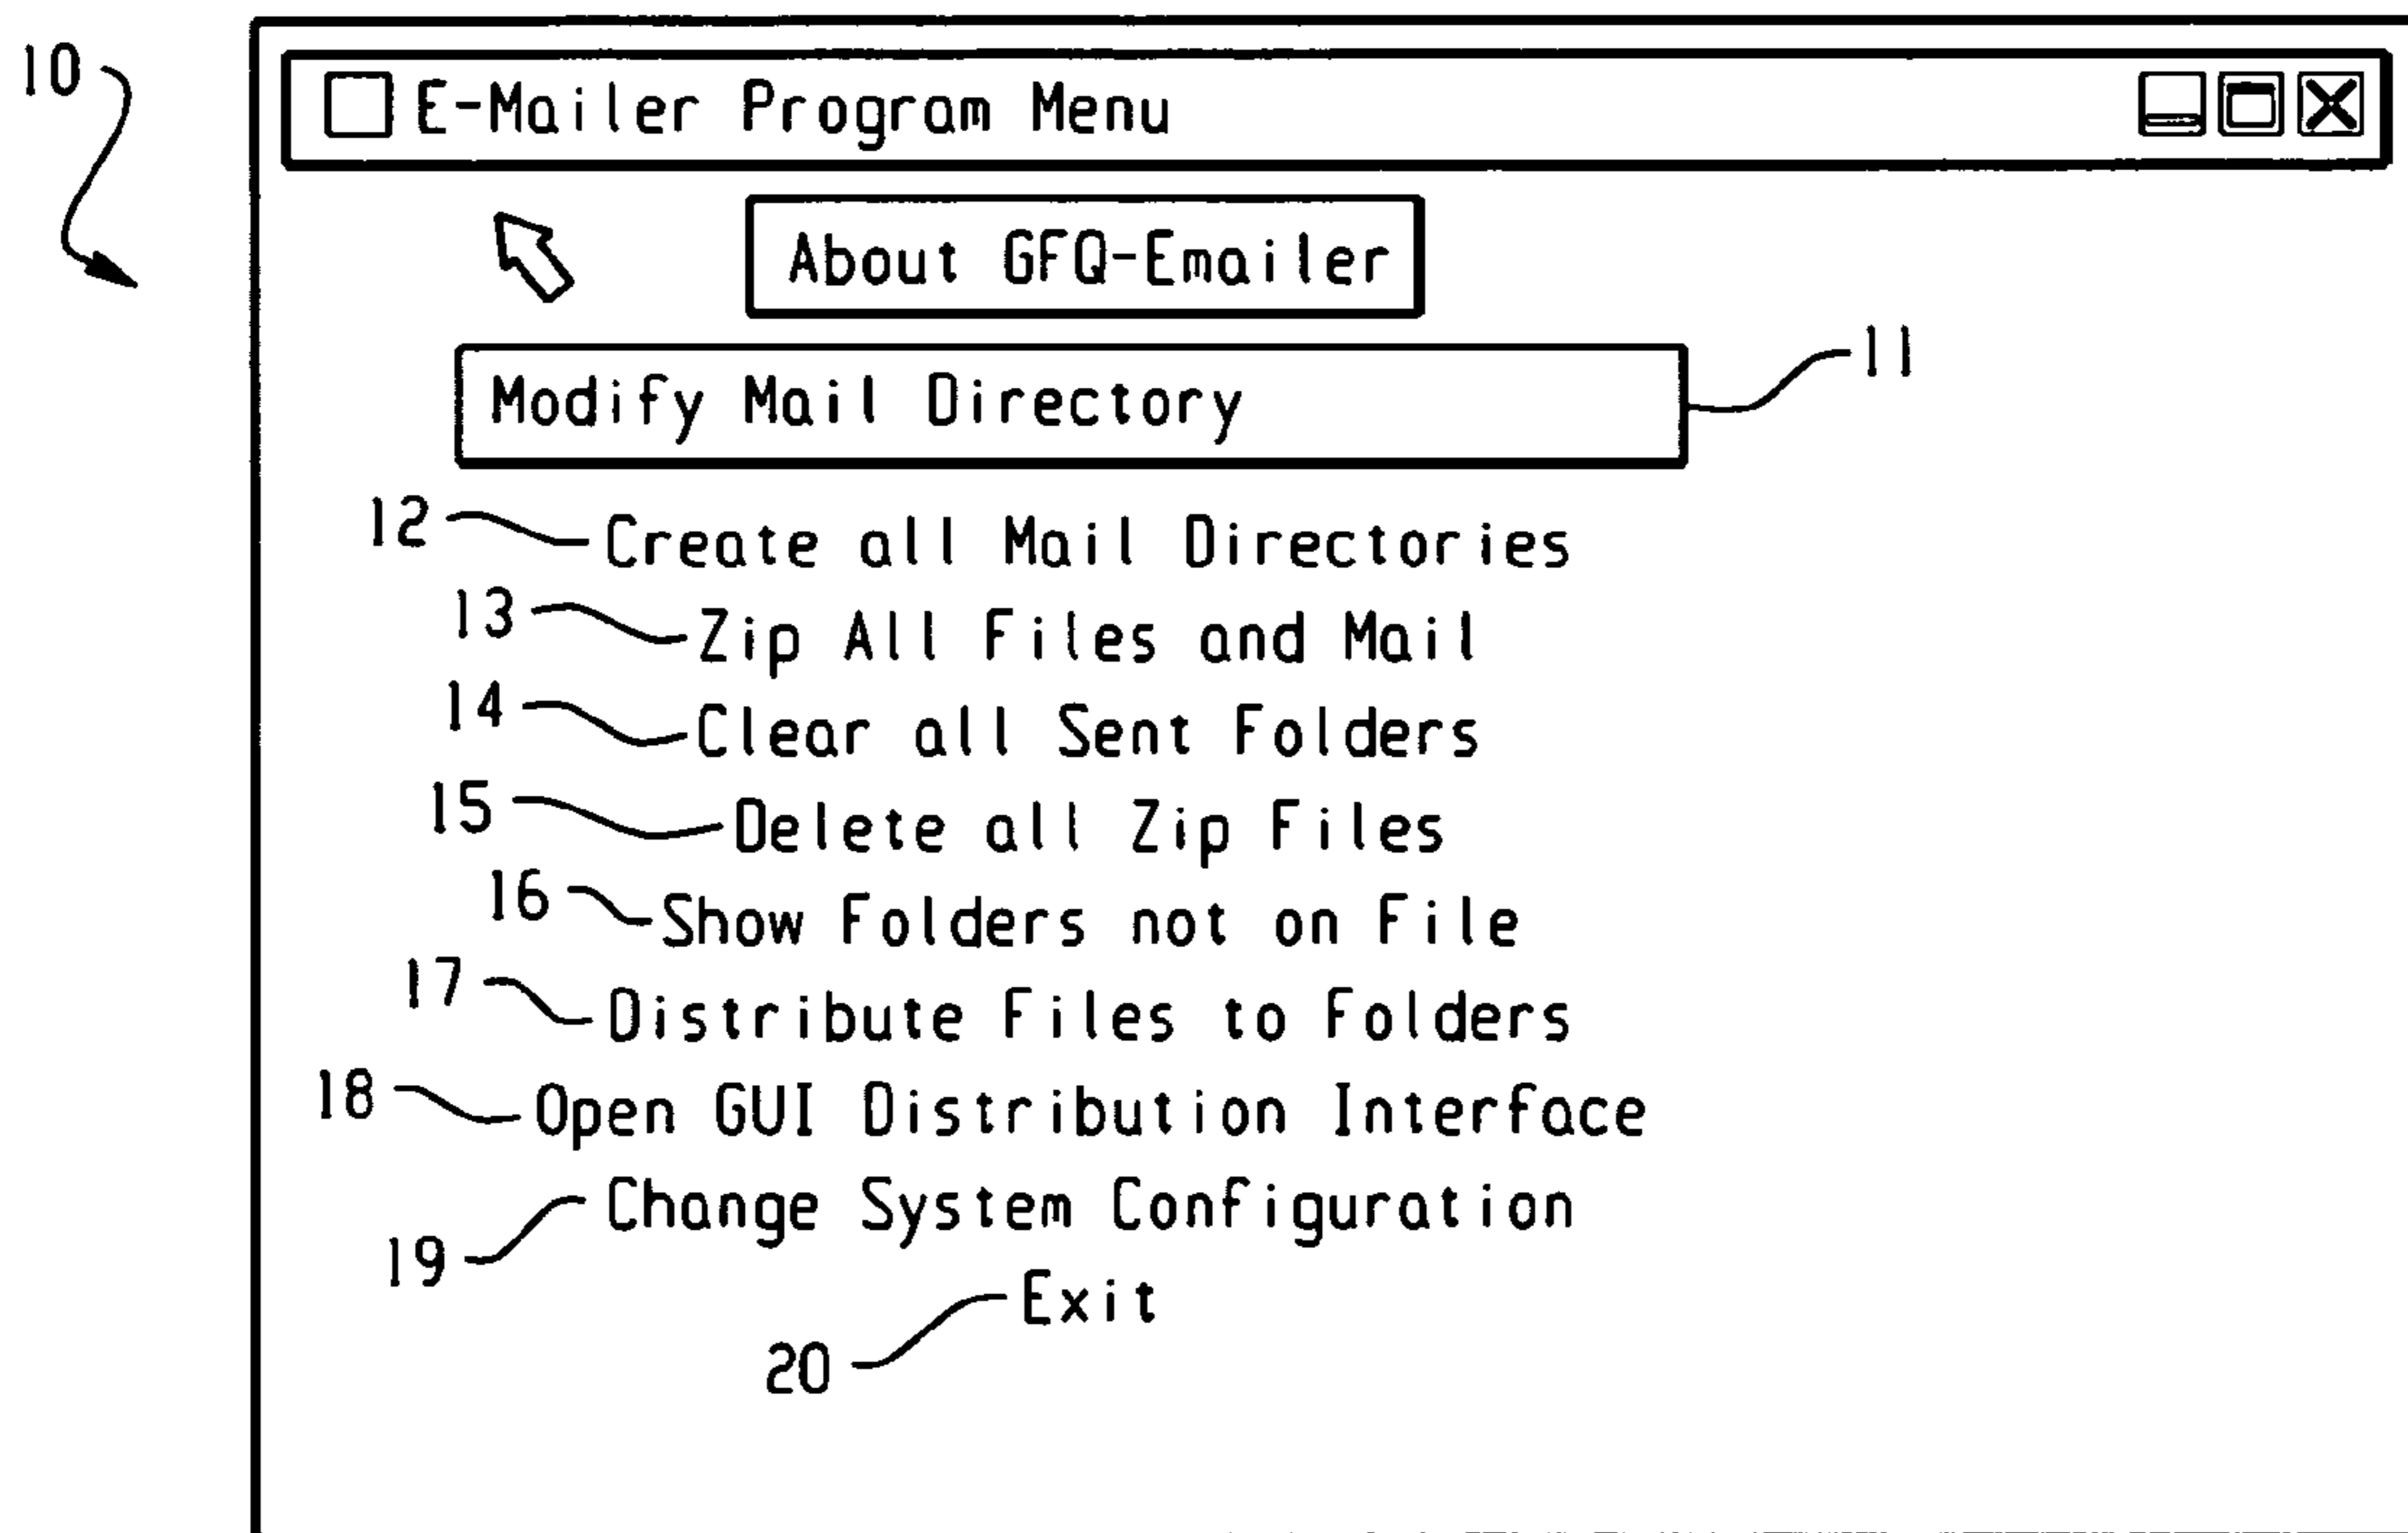 10
E-Mailer Program Menu
About GFQ-Emailer
Modify Mail Directory
11
12 Create all Mail Directories
13 Zip All Files and Mail
14 Clear all Sent Folders
15 Delete all Zip Files
16 Show Folders not on File
17 Distribute Files to Folders
18 Open GUI Distribution Interface
Change System Configuration
19
Exit
20